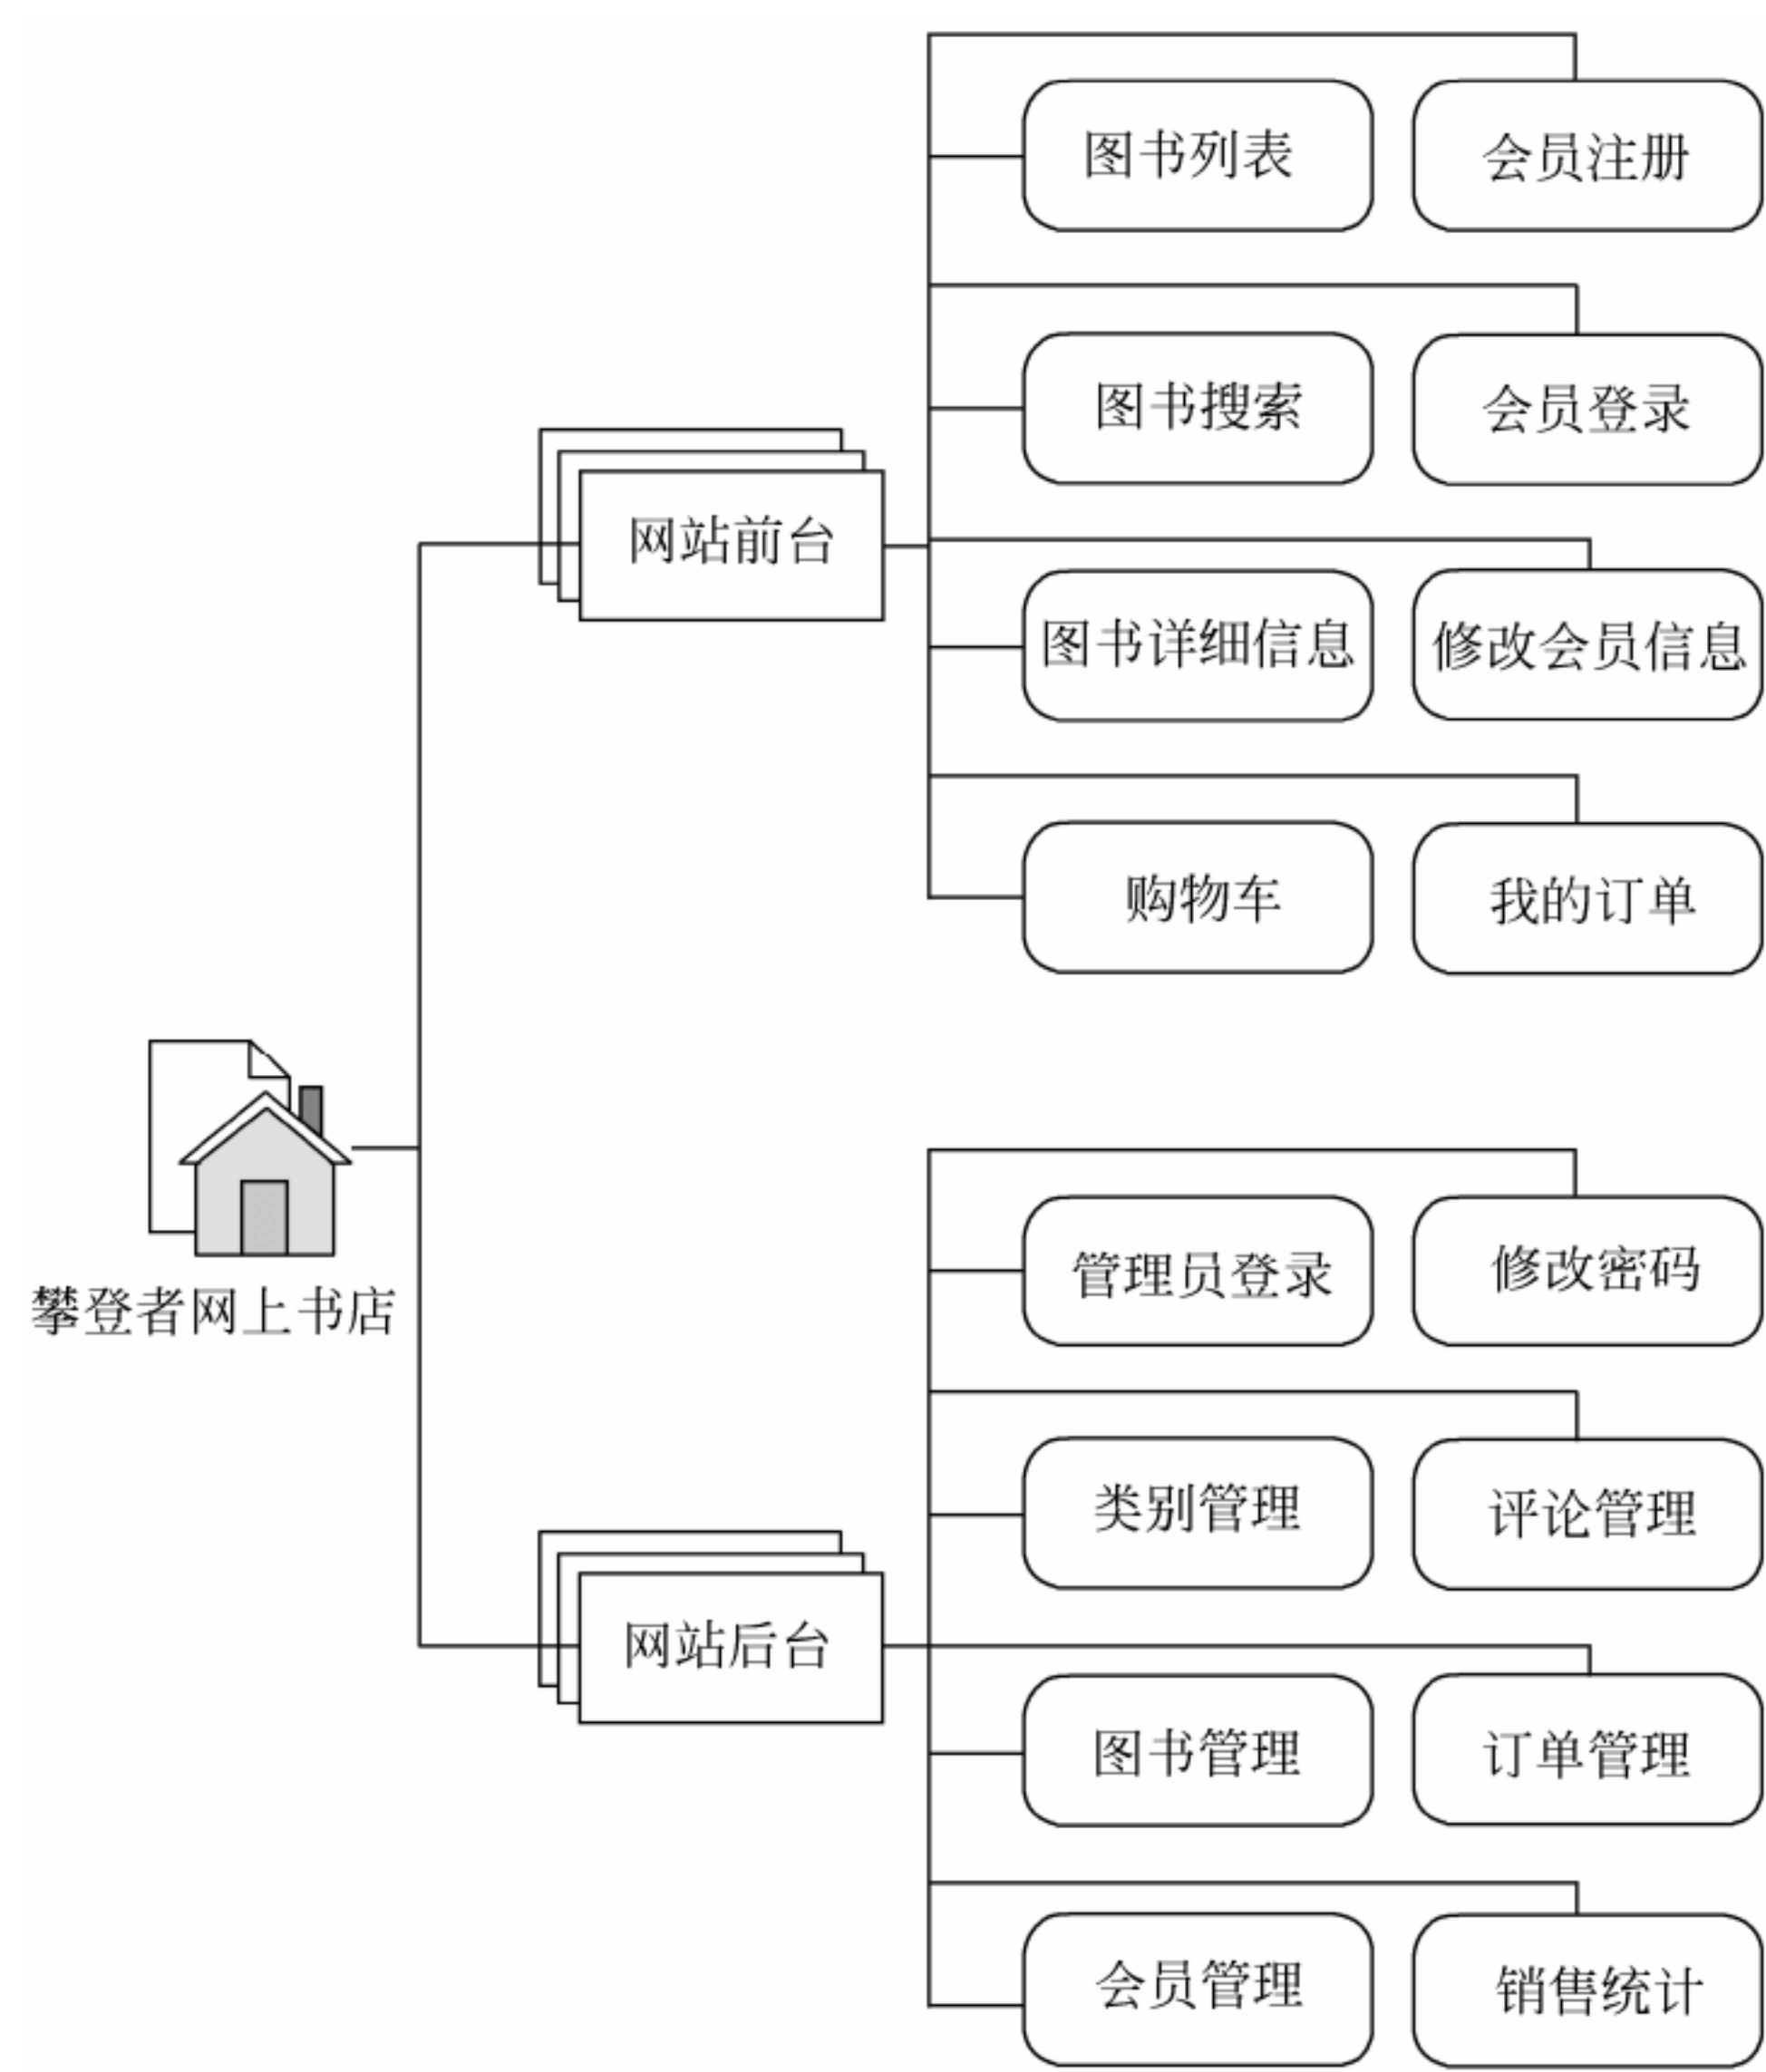 图书列表
会员注册
图书搜索
会员登录
网站前台
图书详细信息
修改会员信息
购物车
我的订单
攀登者网上书店
管理员登录
修改密码
类别管理
评论管理
网站后台
图书管理
订单管理
会员管理
销售统计